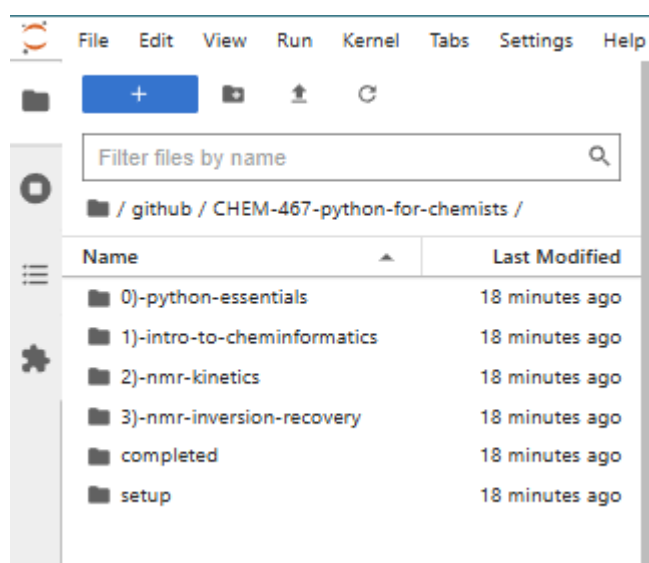 File Edit View Run Kernel Tabs Settings Help
+
Filter files by name
/ github / CHEM-467-python-for-chemists /
Name Last Modified
0)-python-essentials 18 minutes ago
1)-intro-to-cheminformatics 18 minutes ago
2)-nmr-kinetics 18 minutes ago
3)-nmr-inversion-recovery 18 minutes ago
completed 18 minutes ago
setup 18 minutes ago